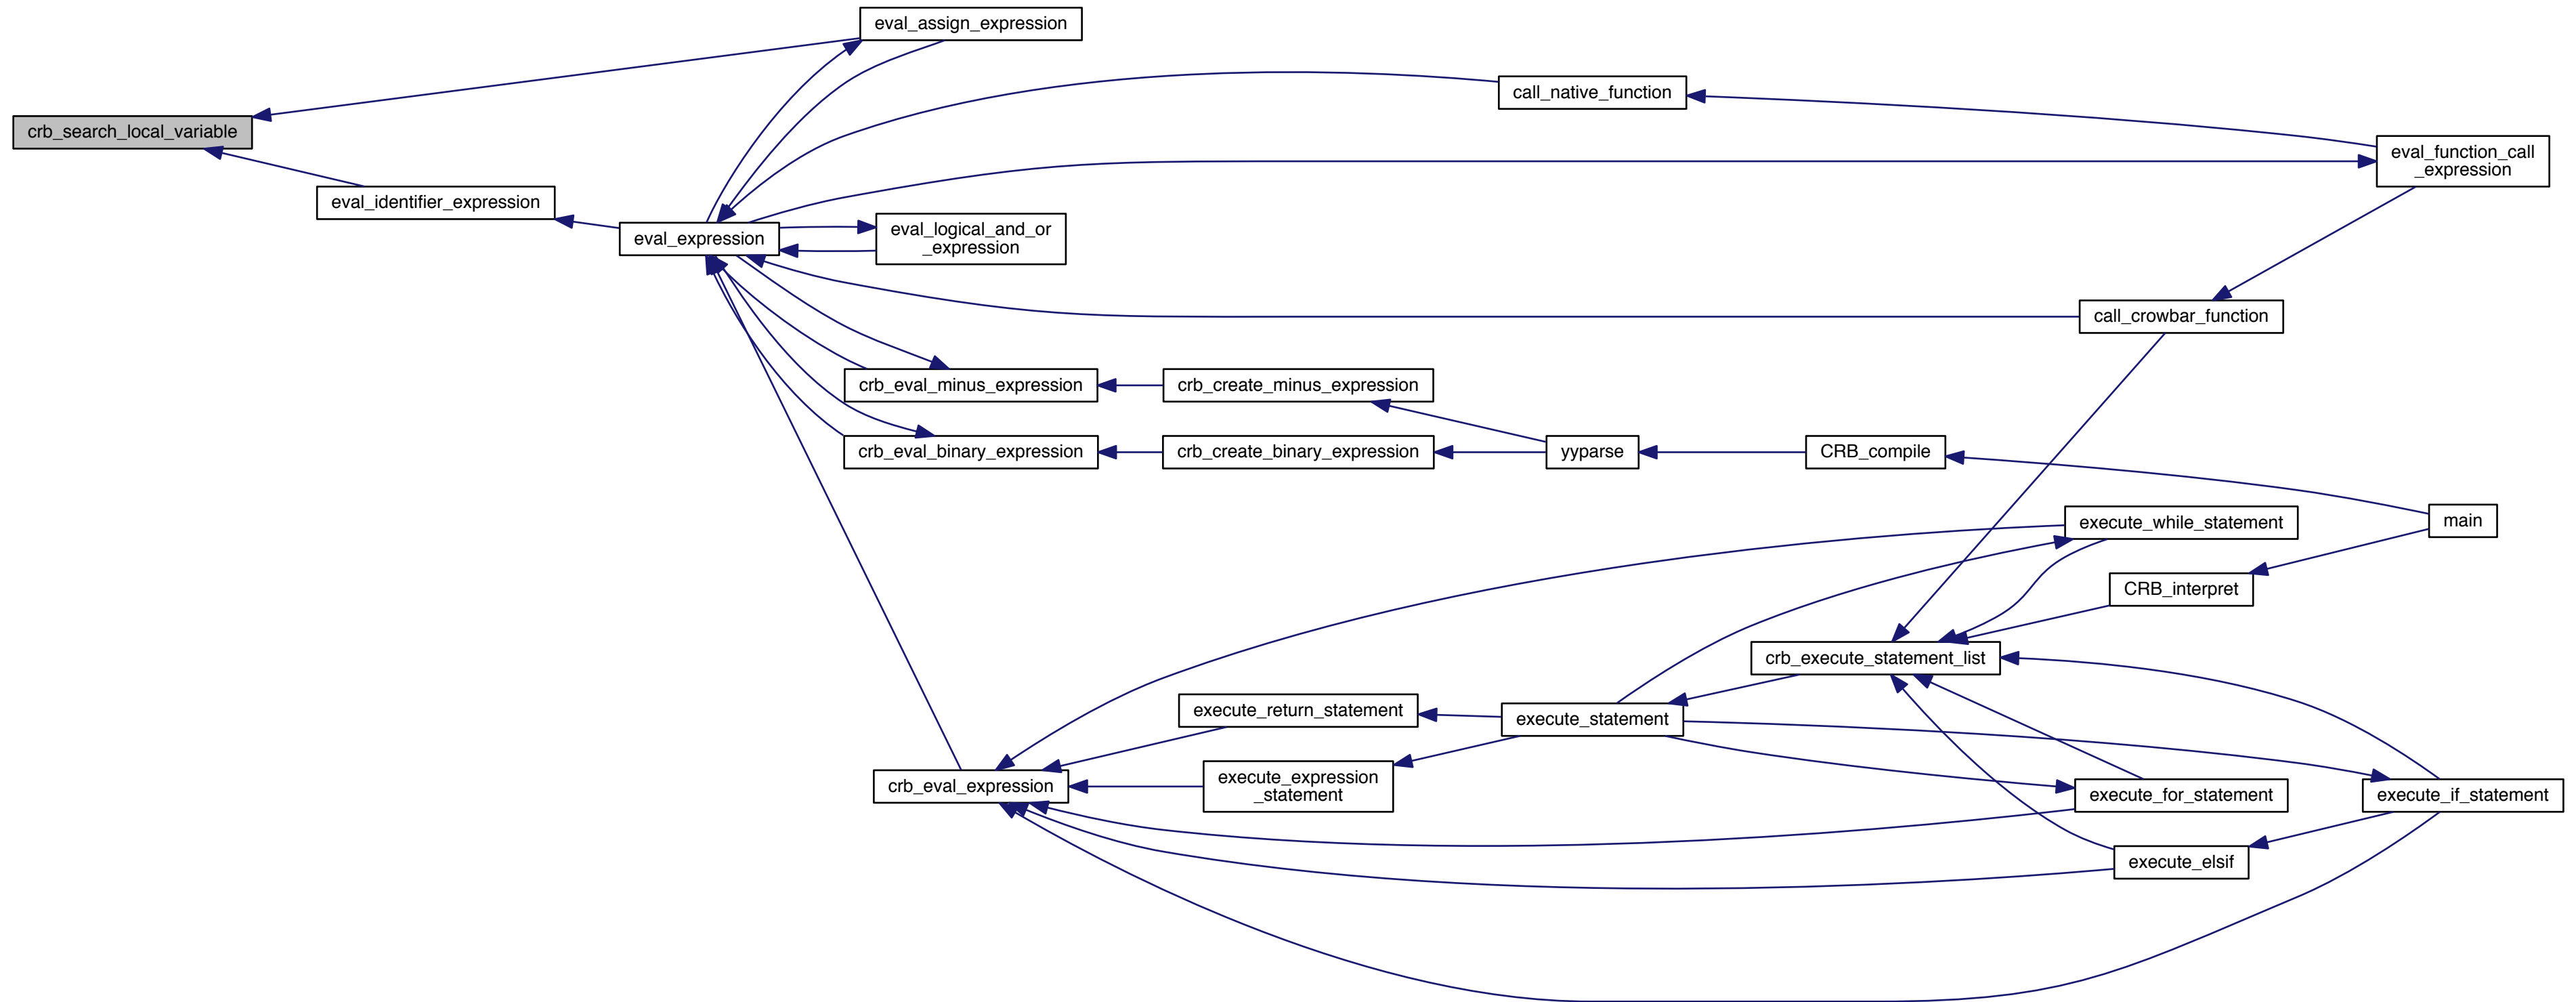 eval_assign_expression
call_native_function
crb_search_local_variable
eval_function_call
_expression
eval_identifier_expression
eval_expression
eval_logical_and_or
_expression
call_crowbar_function
crb_eval_minus_expression
crb_create_minus_expression
crb_eval_binary_expression
crb_create_binary_expression
yyparse
CRB_compile
execute_while_statement
main
CRB_interpret
crb_execute_statement_list
execute_return_statement
execute_statement
crb_eval_expression
execute_expression
_statement
execute_for_statement
execute_if_statement
execute_elsif